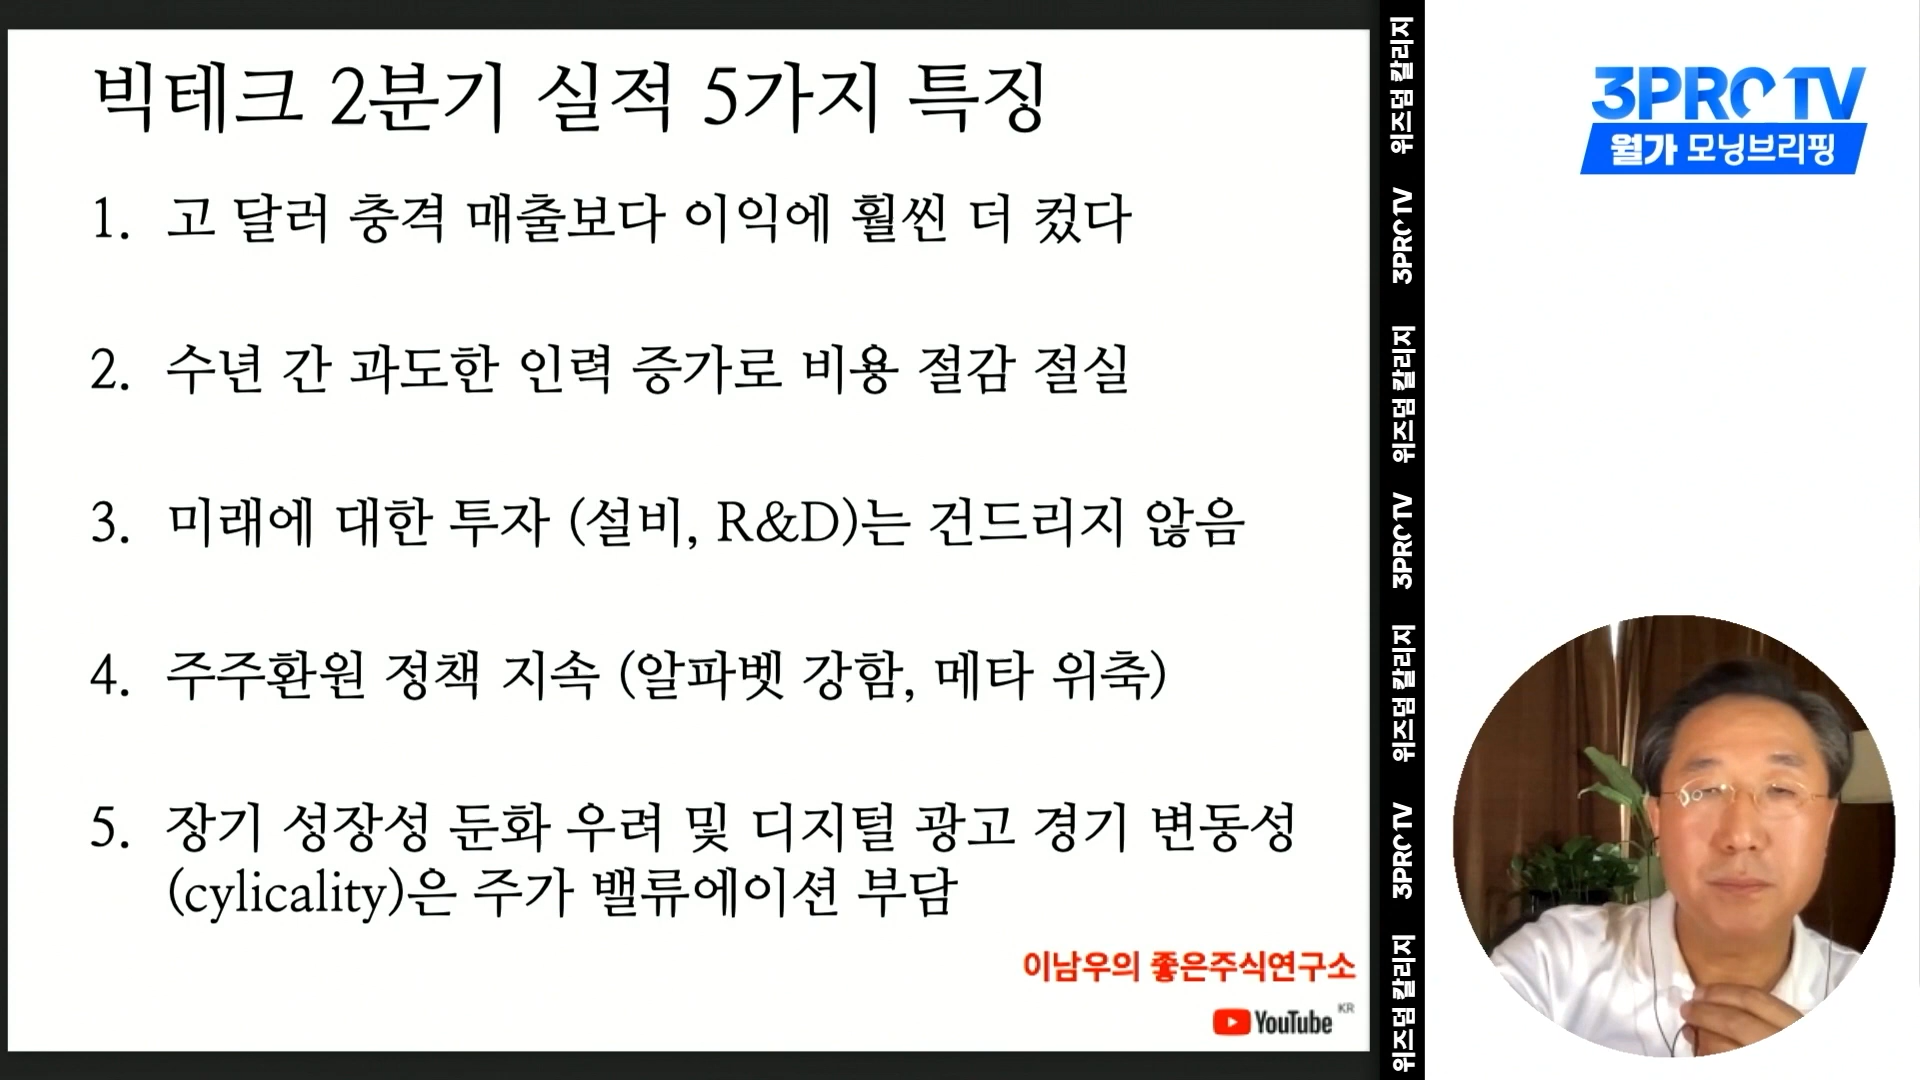 빅테크 2분기 실적 5가지 특징
1. 고 달러 충격 매출보다 이익에 훨씬 더 컸다
2. 수년 간 과도한 인력 증가로 비용 절감 절실
3. 미래에 대한 투자 (설비, R&D)는 건드리지 않음
4. 주주환원 정책 지속 (알파벳 강함, 메타 위축)
5. 장기 성장성 둔화 우려 및 디지털 광고 경기 변동성
(cylicality)은 주가 밸류에이션 부담
이남우의 좋은주식연구소
YouTube KR
위즈덤 칼리지 3PROTV 위즈덤 칼리지 3PROTV 위즈덤 칼리지 3PROTV 위즈덤 칼리지
3PROTV
월가 모닝브리핑